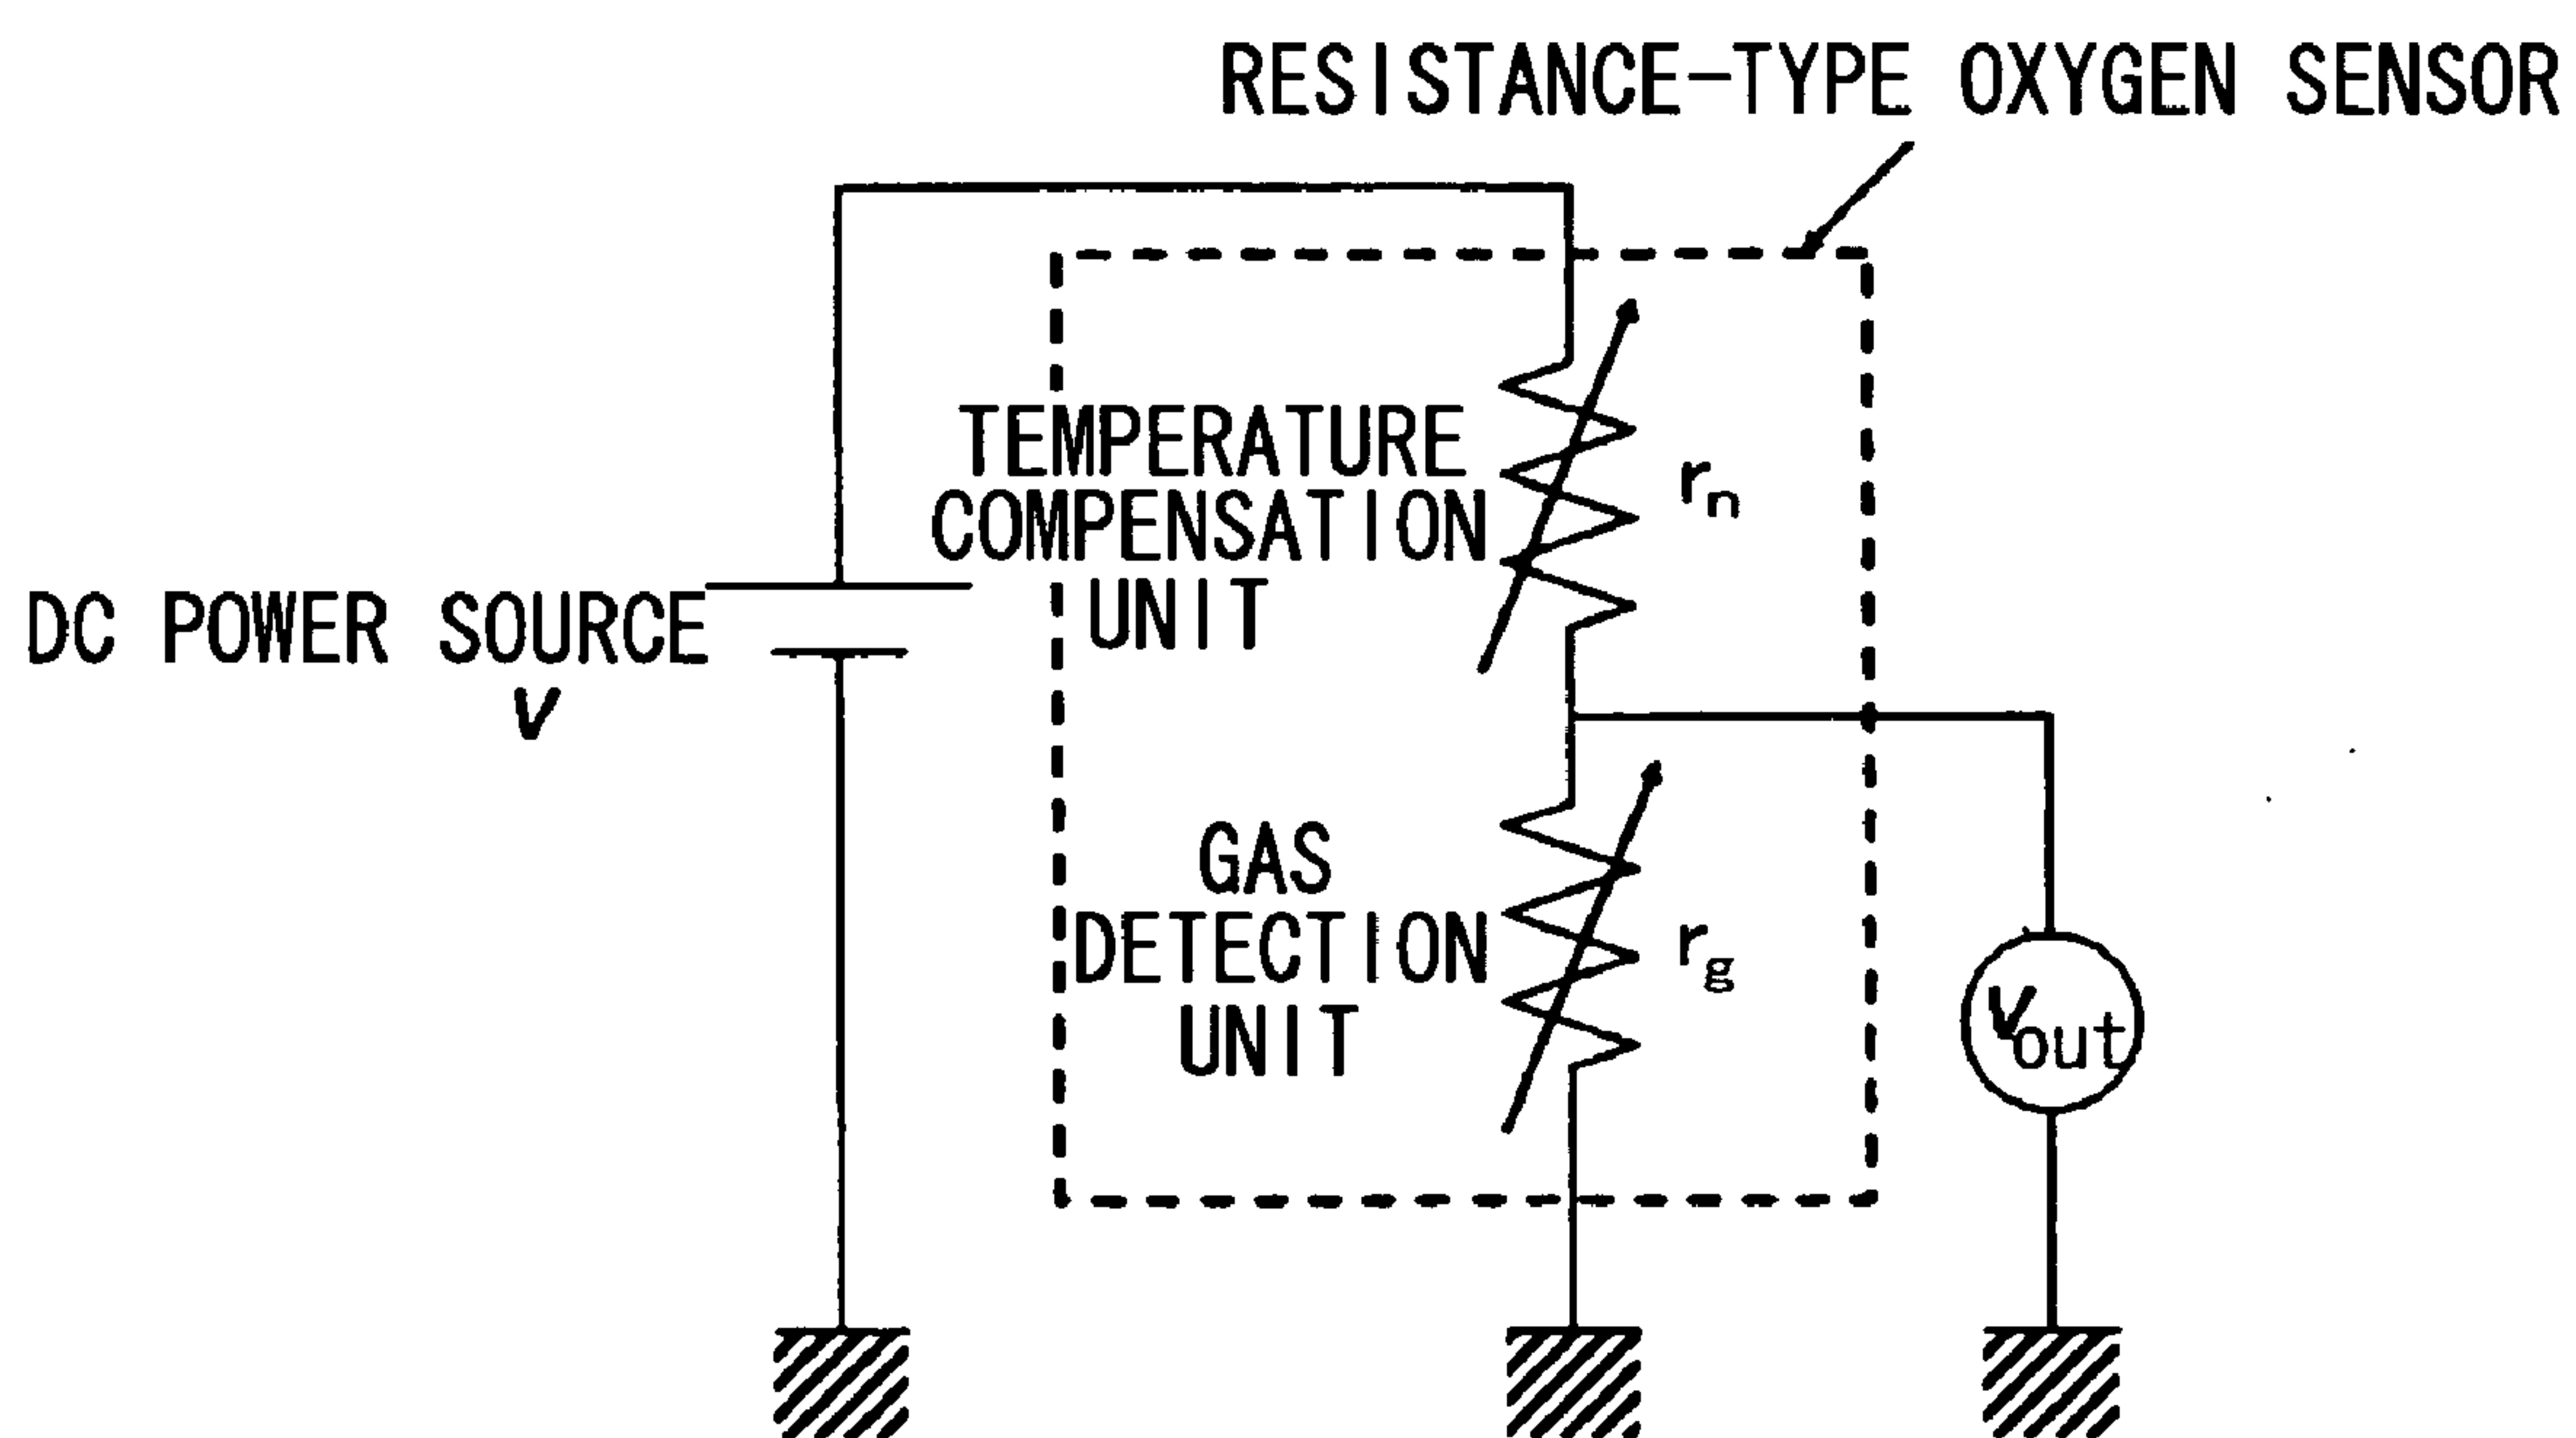 RESISTANCE-TYPE OXYGEN SENSOR
TEMPERATURE
COMPENSATION
UNIT
rn
DC POWER SOURCE
V
GAS
DETECTION
UNIT
rg
Vout